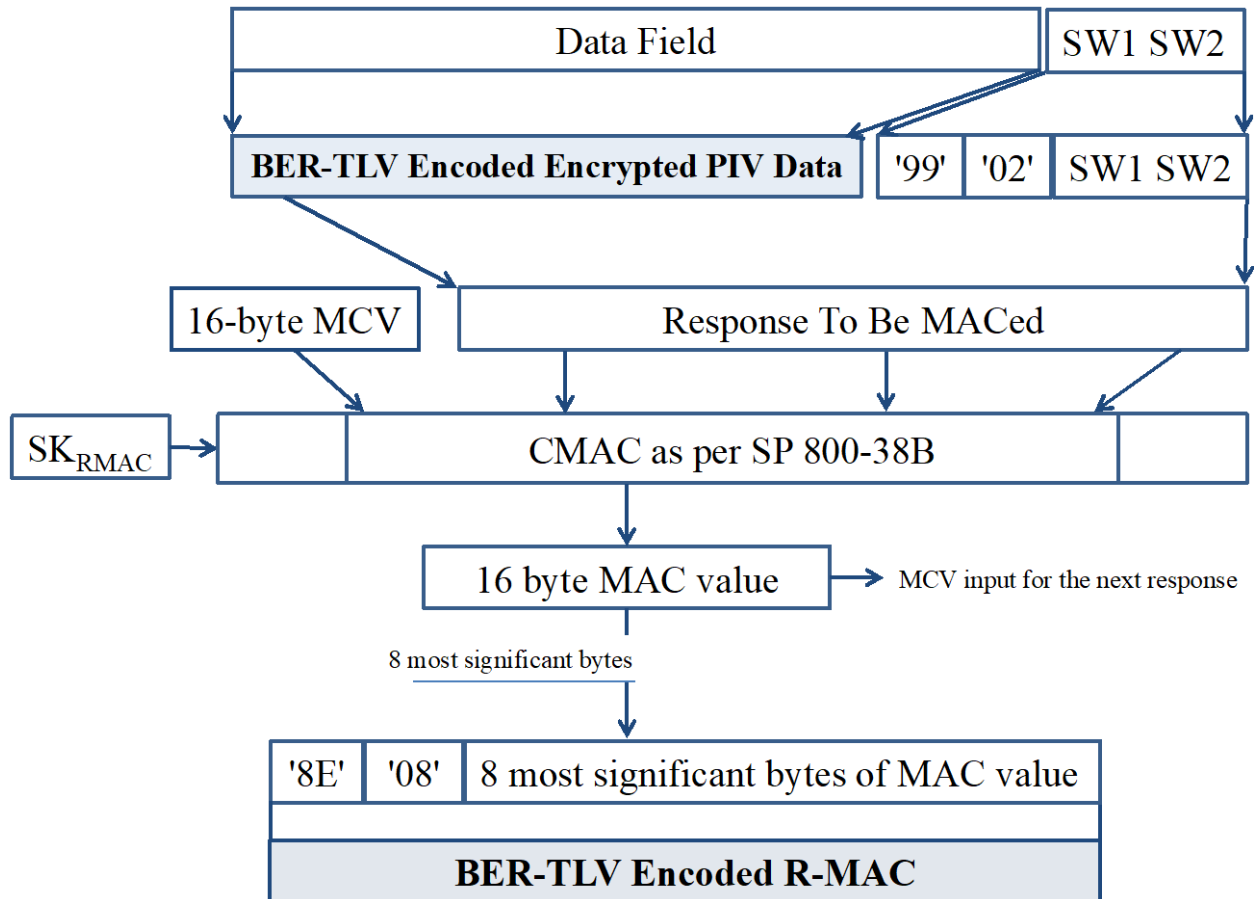 Data Field
SW1 SW2
BER-TLV Encoded Encrypted PIV Data
'99'
'02'
SW1 SW2
16-byte MCV
Response To Be MACed
SKRMAC
CMAC as per SP 800-38B
16 byte MAC value
MCV input for the next response
8 most significant bytes
'8E'
'08'
8 most significant bytes of MAC value
BER-TLV Encoded R-MAC